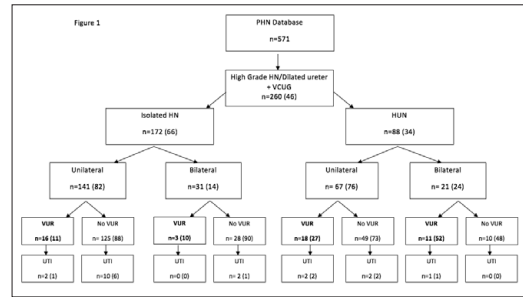 Figure 1
PHN Database
n=571
High Grade HN/Dilated ureter
+ VCUG
n=260 (46)
Isolated HN
n=172 (66)
HUN
n=88 (34)
Unilateral
n=141 (82)
Bilateral
n=31 (14)
Unilateral
n= 67 (76)
Bilateral
n= 21 (24)
VUR
n=16 (11)
No VUR
n= 125 (88)
VUR
n=3 (10)
No VUR
n= 28 (90)
VUR
n=18 (27)
No VUR
n=49 (73)
VUR
n=11 (52)
No VUR
n=10 (48)
UTI
n=2 (1)
UTI
n=10 (6)
UTI
n=0 (0)
UTI
n= 2 (1)
UTI
n=2 (2)
UTI
n=2 (2)
UTI
n=1 (1)
UTI
n=0 (0)